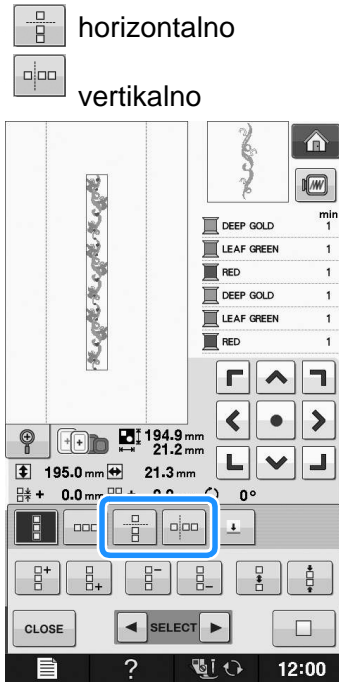 horizontalno
vertikalno
min
DEEP GOLD 1
LEAF GREEN 1
RED 1
DEEP GOLD 1
LEAF GREEN 1
RED 1
194.9 mm
21.2 mm
195.0 mm 21.3 mm
+ 0.0 mm + 0° 
CLOSE SELECT
? 12:00